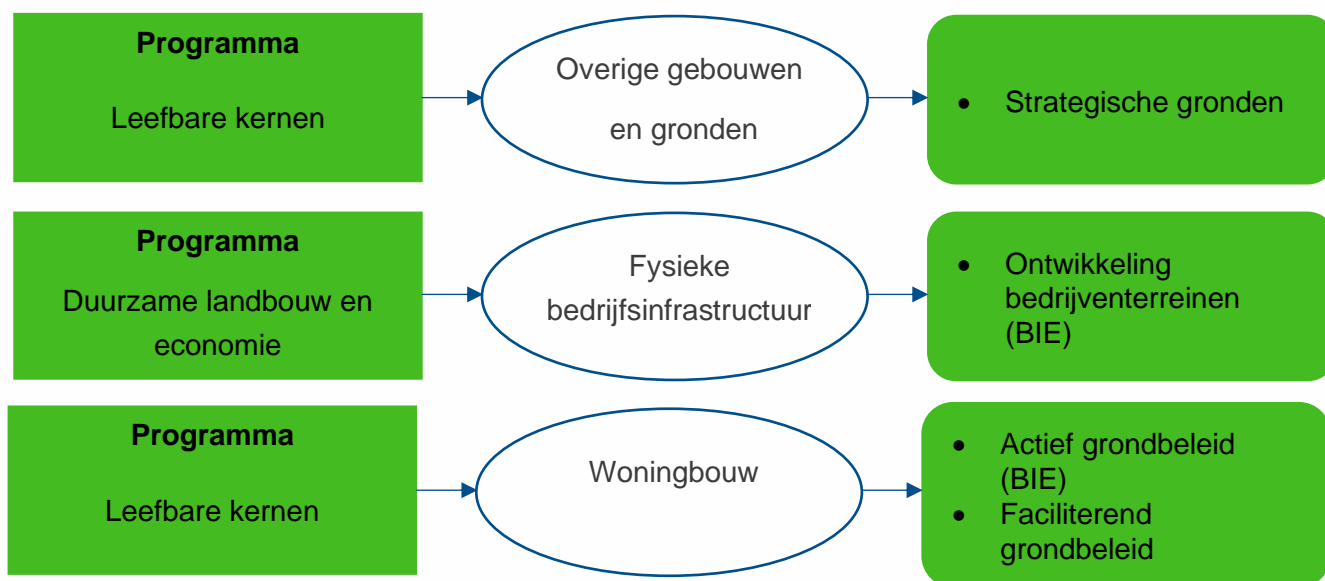 Programma
Leefbare kernen
Overige gebouwen
en gronden
• Strategische gronden
Programma
Duurzame landbouw en
economie
Fysieke
bedrijfsinfrastructuur
• Ontwikkeling
bedrijventerreinen
(BIE)
Programma
Leefbare kernen
Woningbouw
• Actief grondbeleid
(BIE)
• Faciliterend
grondbeleid